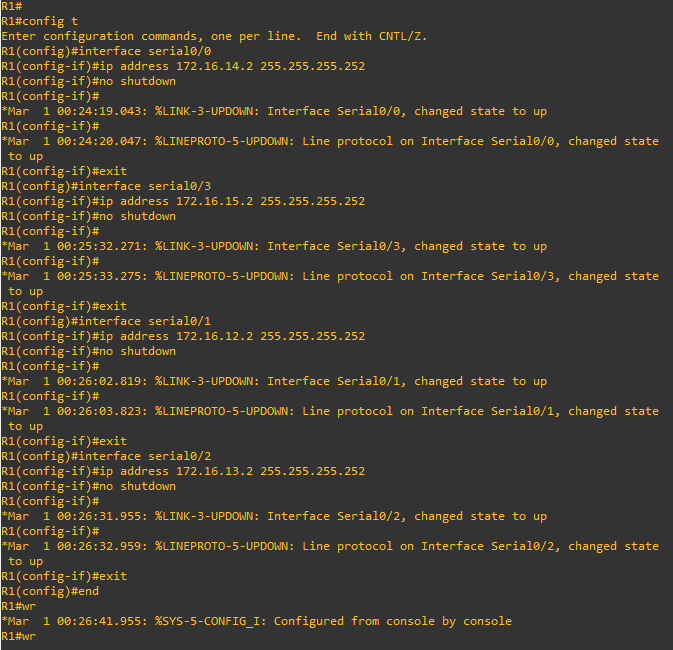 R1#
R1#config t
Enter configuration commands, one per line.  End with CNTL/Z.
R1(config)#interface serial0/0
R1(config-if)#ip address 172.16.14.2 255.255.255.252
R1(config-if)#no shutdown
R1(config-if)#
*Mar  1 00:24:19.043: %LINK-3-UPDOWN: Interface Serial0/0, changed state to up
R1(config-if)#
*Mar  1 00:24:20.047: %LINEPROTO-5-UPDOWN: Line protocol on Interface Serial0/0, changed state
 to up
R1(config-if)#exit
R1(config)#interface serial0/3
R1(config-if)#ip address 172.16.15.2 255.255.255.252
R1(config-if)#no shutdown
R1(config-if)#
*Mar  1 00:25:32.271: %LINK-3-UPDOWN: Interface Serial0/3, changed state to up
R1(config-if)#
*Mar  1 00:25:33.275: %LINEPROTO-5-UPDOWN: Line protocol on Interface Serial0/3, changed state
 to up
R1(config-if)#exit
R1(config)#interface serial0/1
R1(config-if)#ip address 172.16.12.2 255.255.255.252
R1(config-if)#no shutdown
R1(config-if)#
*Mar  1 00:26:02.819: %LINK-3-UPDOWN: Interface Serial0/1, changed state to up
R1(config-if)#
*Mar  1 00:26:03.823: %LINEPROTO-5-UPDOWN: Line protocol on Interface Serial0/1, changed state
 to up
R1(config-if)#exit
R1(config)#interface serial0/2
R1(config-if)#ip address 172.16.13.2 255.255.255.252
R1(config-if)#no shutdown
R1(config-if)#
*Mar  1 00:26:31.955: %LINK-3-UPDOWN: Interface Serial0/2, changed state to up
R1(config-if)#
*Mar  1 00:26:32.959: %LINEPROTO-5-UPDOWN: Line protocol on Interface Serial0/2, changed state
 to up
R1(config-if)#exit
R1(config)#end
R1#wr
*Mar  1 00:26:41.955: %SYS-5-CONFIG_I: Configured from console by console
R1#wr